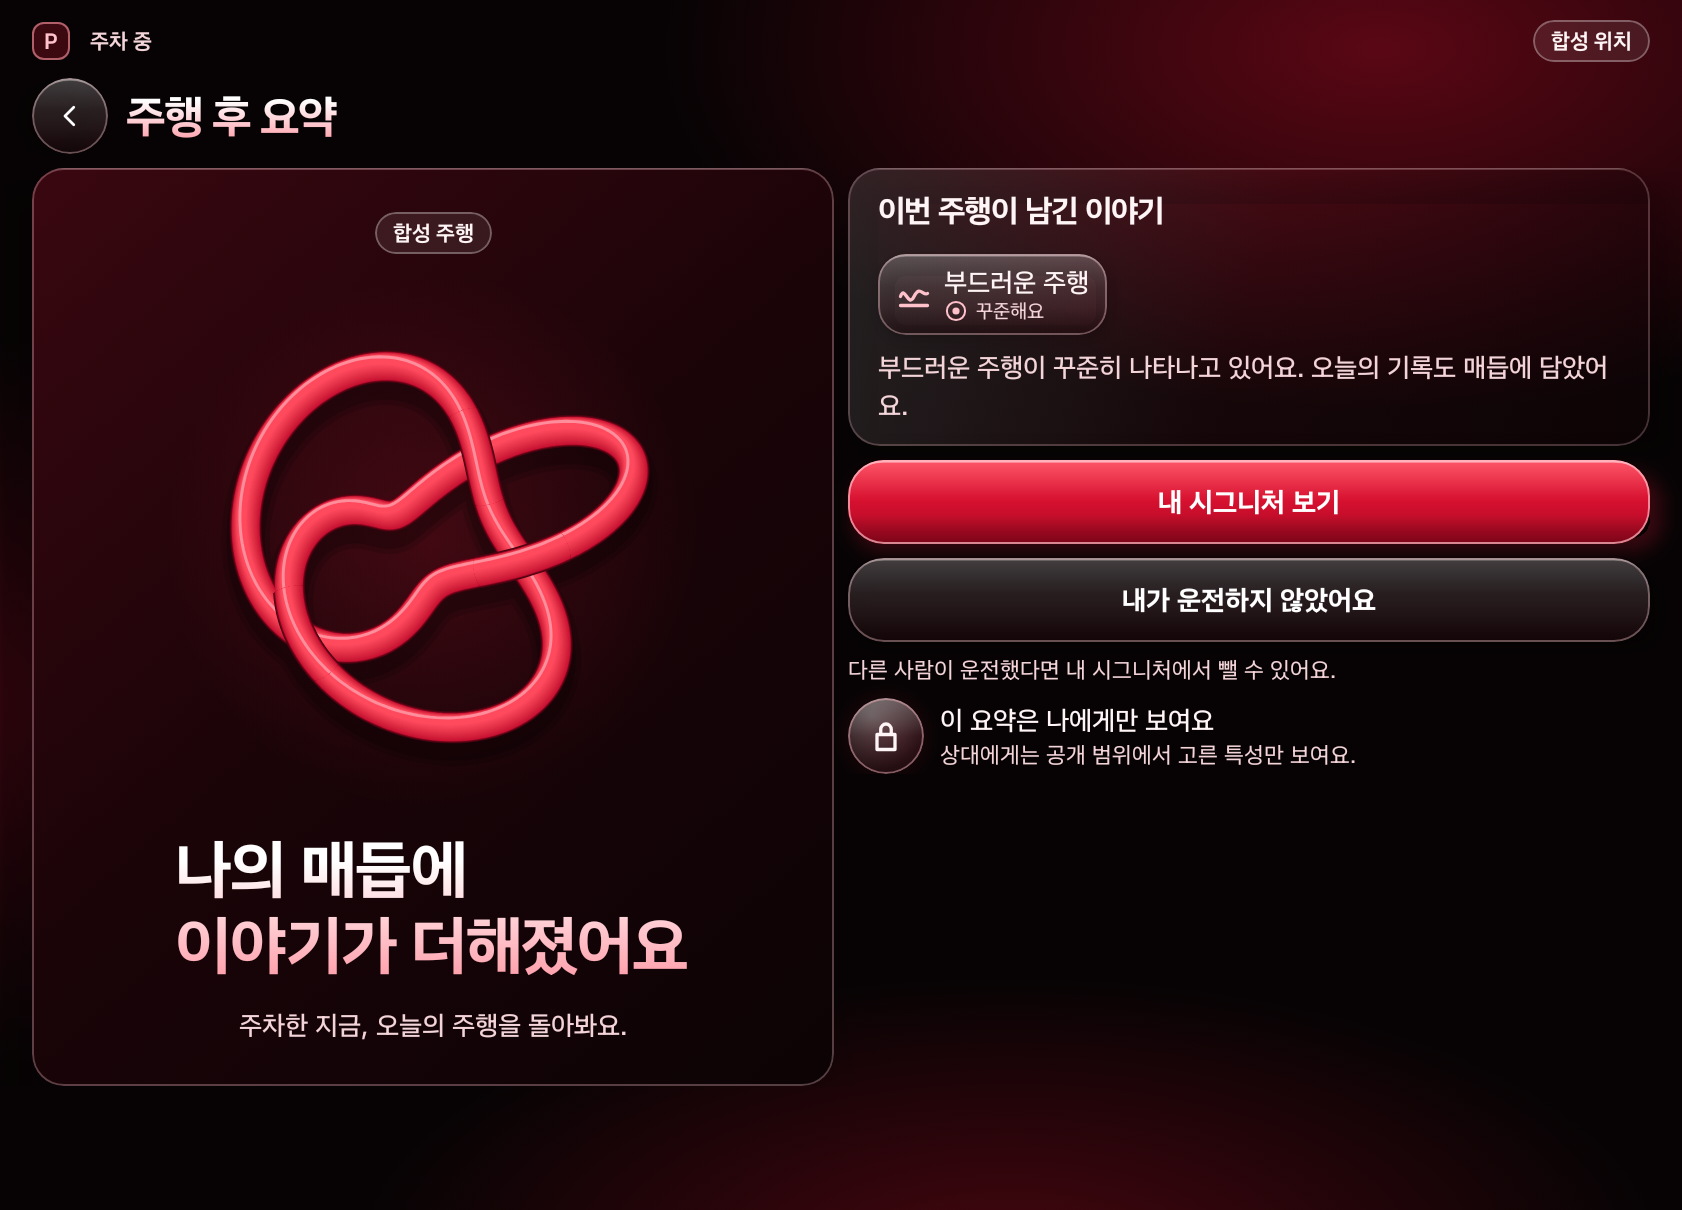 P 주차 중
합성 위치
주행 후 요약
합성 주행
나의 매듭에
이야기가 더해졌어요
주차한 지금, 오늘의 주행을 돌아봐요.
이번 주행이 남긴 이야기
부드러운 주행
꾸준해요
부드러운 주행이 꾸준히 나타나고 있어요. 오늘의 기록도 매듭에 담았어
요.
내 시그니처 보기
내가 운전하지 않았어요
다른 사람이 운전했다면 내 시그니처에서 뺄 수 있어요.
이 요약은 나에게만 보여요
상대에게는 공개 범위에서 고른 특성만 보여요.